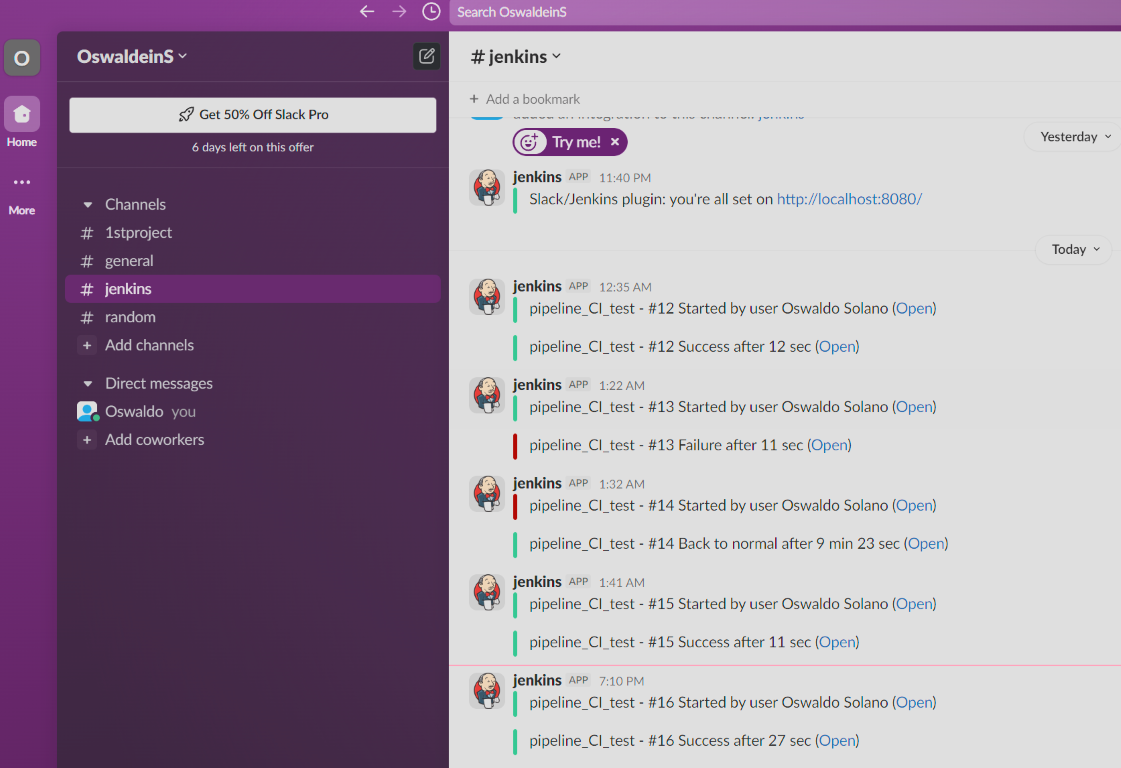 Search OswaldeinS
O
Home
More
OswaldeinS
Get 50% Off Slack Pro
6 days left on this offer
Channels
# 1stproject
# general
# jenkins
# random
+ Add channels
Direct messages
Oswaldo you
+ Add coworkers
# jenkins
+ Add a bookmark
added an integration to this channel: jenkins
Try me! ×
Yesterday
jenkins APP 11:40 PM
Slack/Jenkins plugin: you're all set on http://localhost:8080/
Today
jenkins APP 12:35 AM
pipeline_CI_test - #12 Started by user Oswaldo Solano (Open)
pipeline_CI_test - #12 Success after 12 sec (Open)
jenkins APP 1:22 AM
pipeline_CI_test - #13 Started by user Oswaldo Solano (Open)
pipeline_CI_test - #13 Failure after 11 sec (Open)
jenkins APP 1:32 AM
pipeline_CI_test - #14 Started by user Oswaldo Solano (Open)
pipeline_CI_test - #14 Back to normal after 9 min 23 sec (Open)
jenkins APP 1:41 AM
pipeline_CI_test - #15 Started by user Oswaldo Solano (Open)
pipeline_CI_test - #15 Success after 11 sec (Open)
jenkins APP 7:10 PM
pipeline_CI_test - #16 Started by user Oswaldo Solano (Open)
pipeline_CI_test - #16 Success after 27 sec (Open)